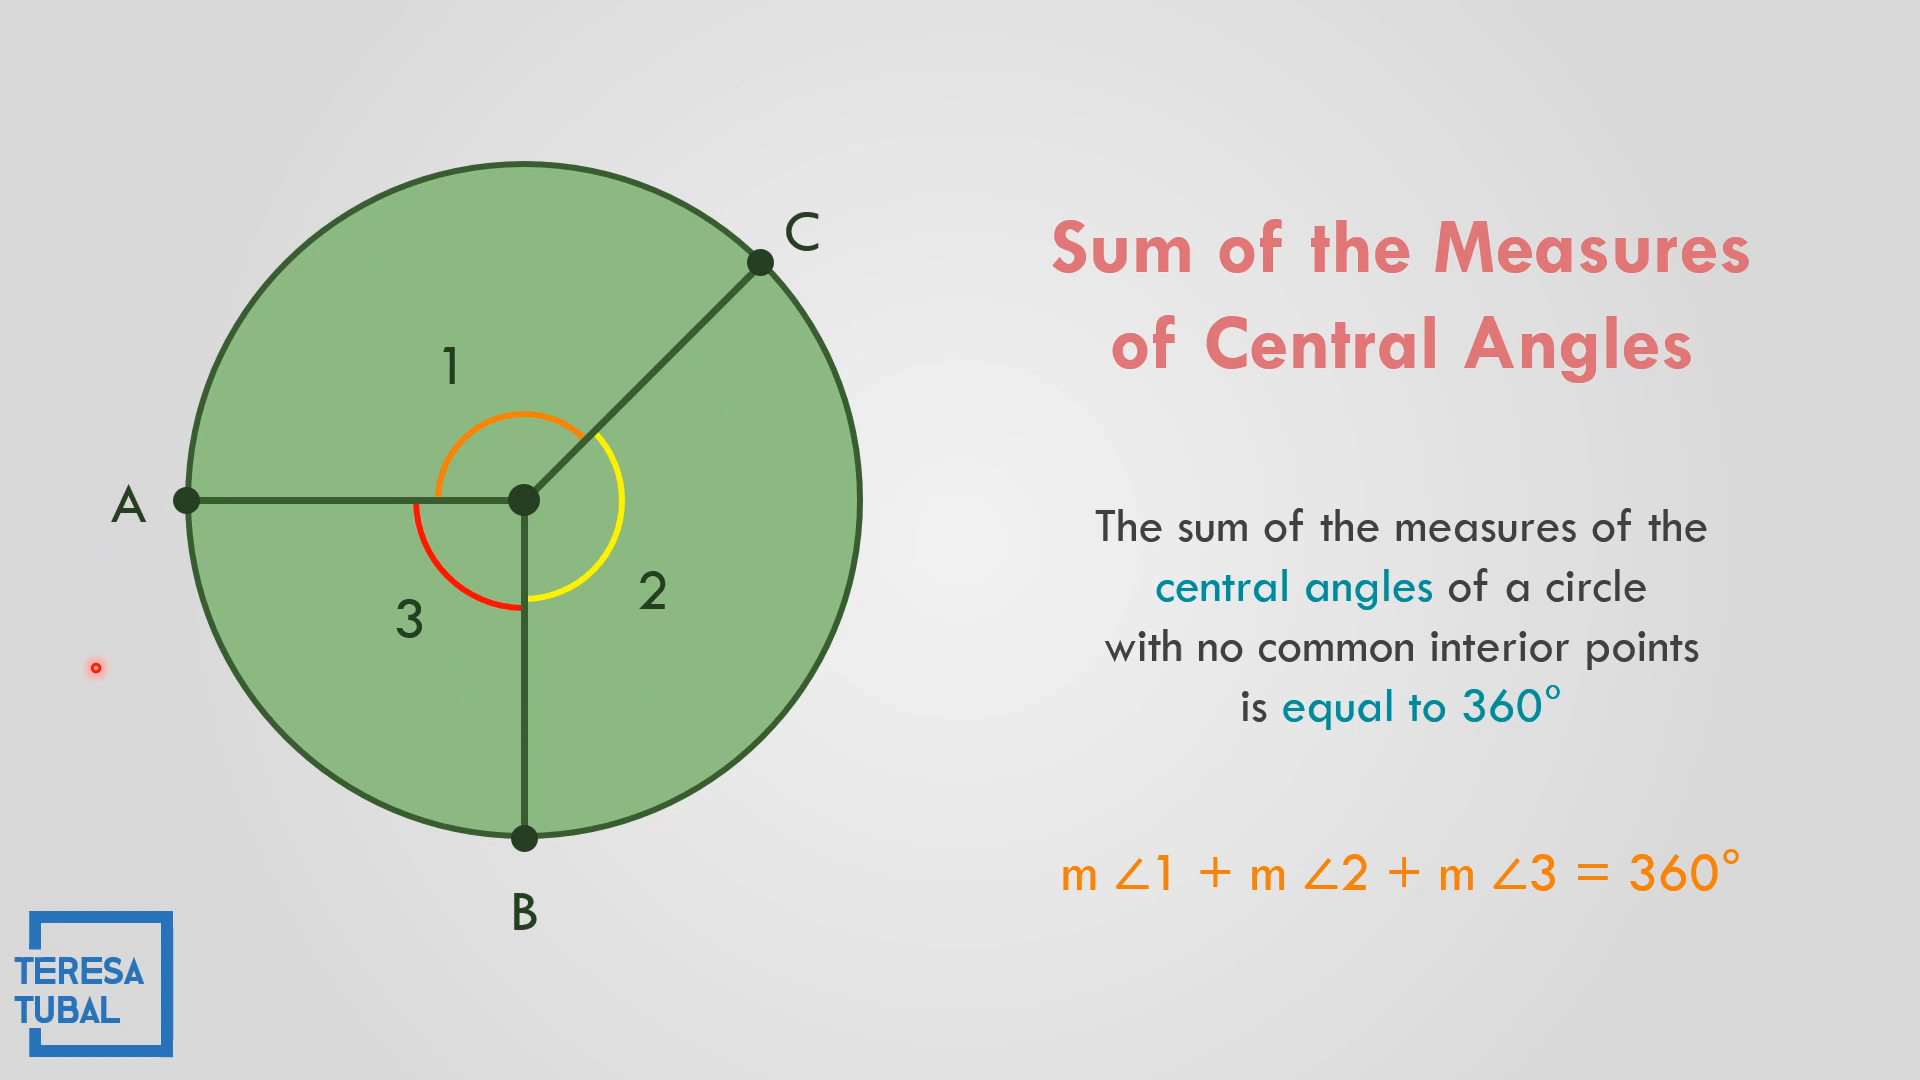 C
1
A
2
3
B
Sum of the Measures
of Central Angles
The sum of the measures of the
central angles of a circle
with no common interior points
is equal to 360°
m ∠1 + m ∠2 + m ∠3 = 360°
TERESA
TUBAL